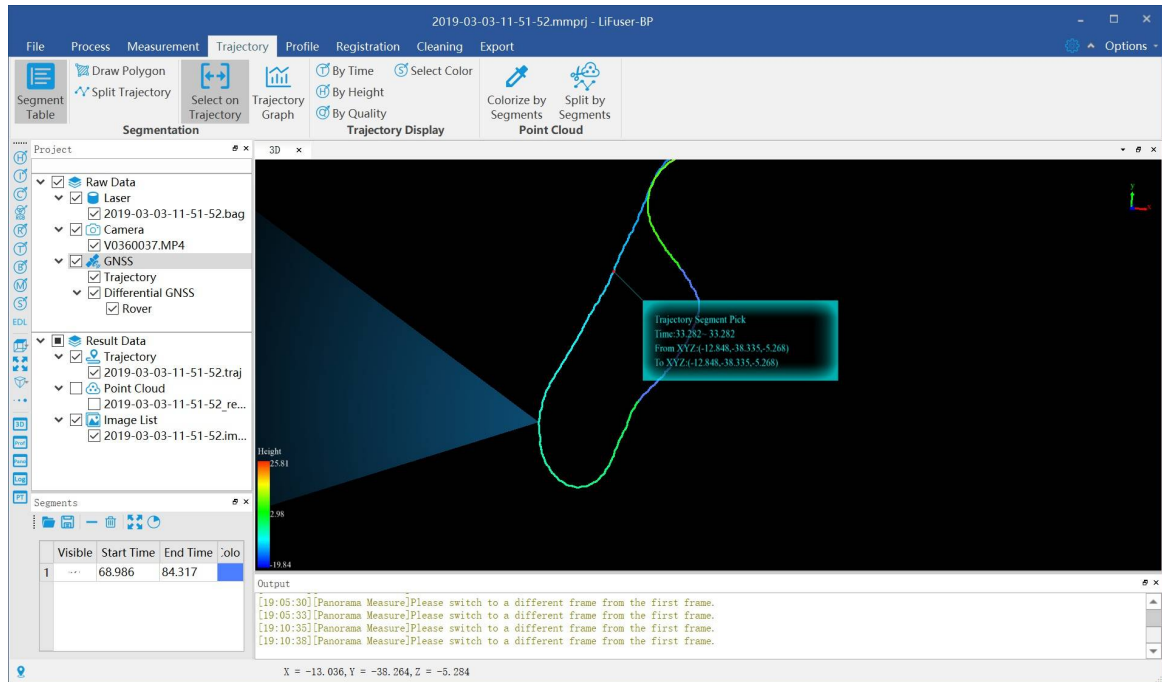 2019-03-03-11-51-52.mmprj - LiFuser-BP
File Process Measurement Trajectory Profile Registration Cleaning Export Options
Segment Table
Draw Polygon
Split Trajectory
Select on Trajectory
Segmentation
Trajectory Graph
By Time
By Height
By Quality
Select Color
Trajectory Display
Colorize by Segments
Split by Segments
Point Cloud
Project
Raw Data
Laser
2019-03-03-11-51-52.bag
Camera
V0360037.MP4
GNSS
Trajectory
Differential GNSS
Rover
Result Data
Trajectory
2019-03-03-11-51-52.traj
Point Cloud
2019-03-03-11-51-52_re...
Image List
2019-03-03-11-51-52.im...
EDL
3D
Prof
Log
PT
Segments
Visible Start Time End Time :olo
1 68.986 84.317
3D
y
x
Trajectory Segment Pick
Time:33.282~ 33.282
From XYZ:(-12.848,-38.335,-5.268)
To XYZ:(-12.848,-38.335,-5.268)
Height
25.81
2.98
-19.84
Output
[19:05:30][Panorama Measure]Please switch to a different frame from the first frame.
[19:05:33][Panorama Measure]Please switch to a different frame from the first frame.
[19:10:35][Panorama Measure]Please switch to a different frame from the first frame.
[19:10:38][Panorama Measure]Please switch to a different frame from the first frame.
X = -13.036,Y = -38.264,Z = -5.284